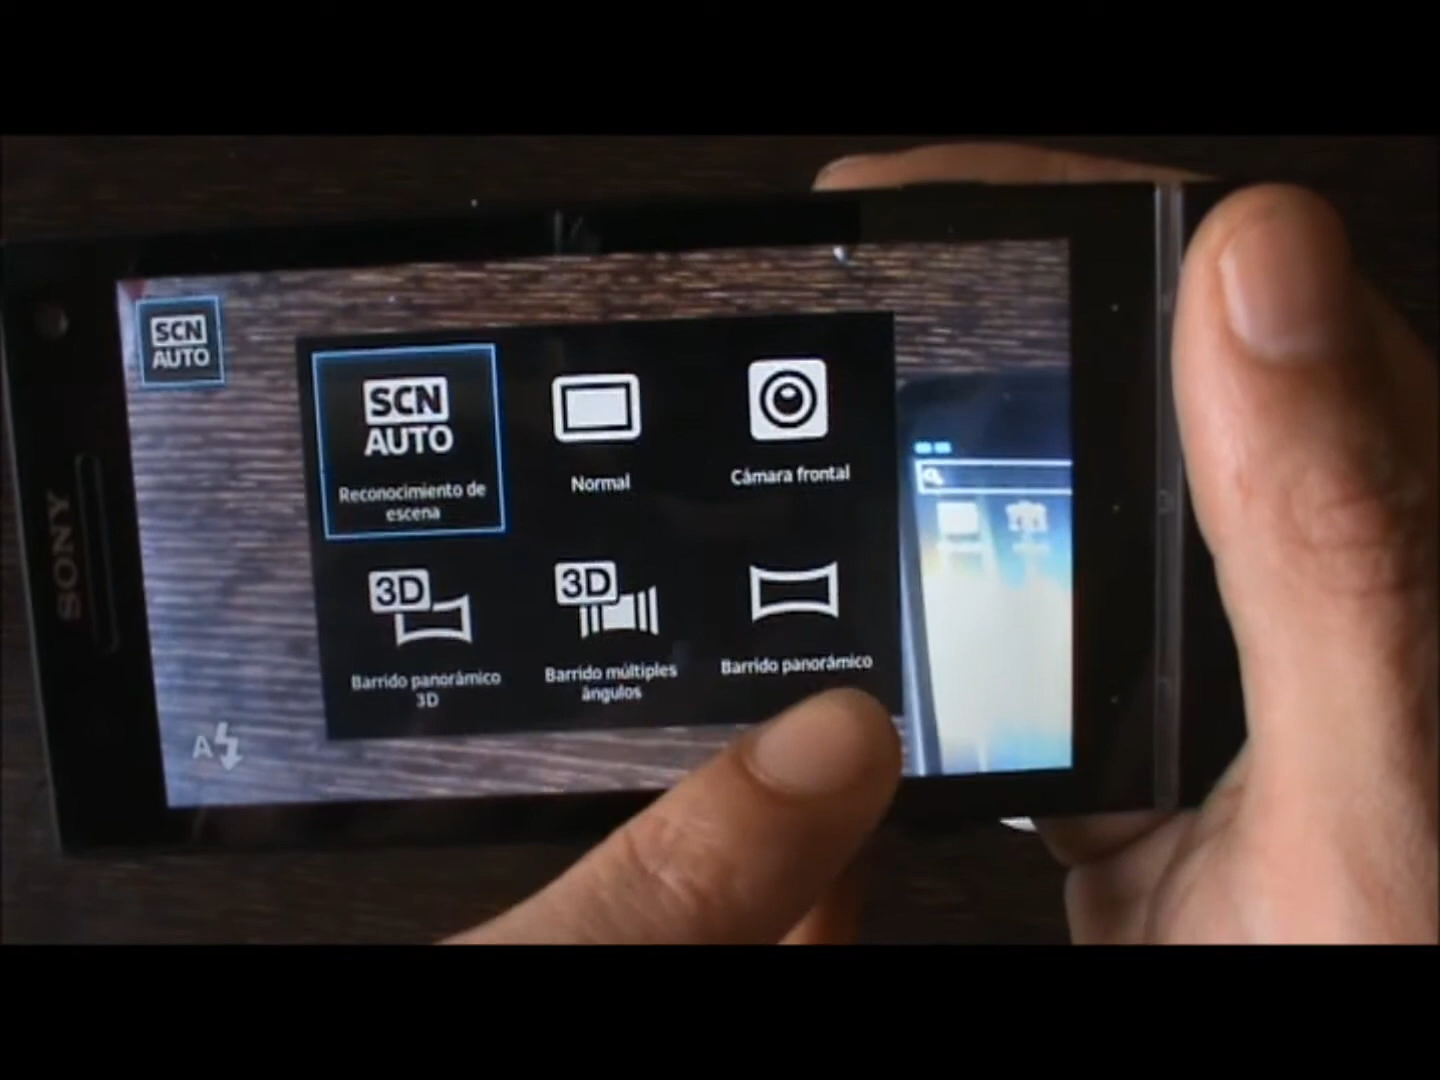 SONY
SCN
AUTO
SCN
AUTO
Reconocimiento de
escena
Normal
Cámara frontal
3D
Barrido panorámico
3D
3D
Barrido múltiples
ángulos
Barrido panorámico
A